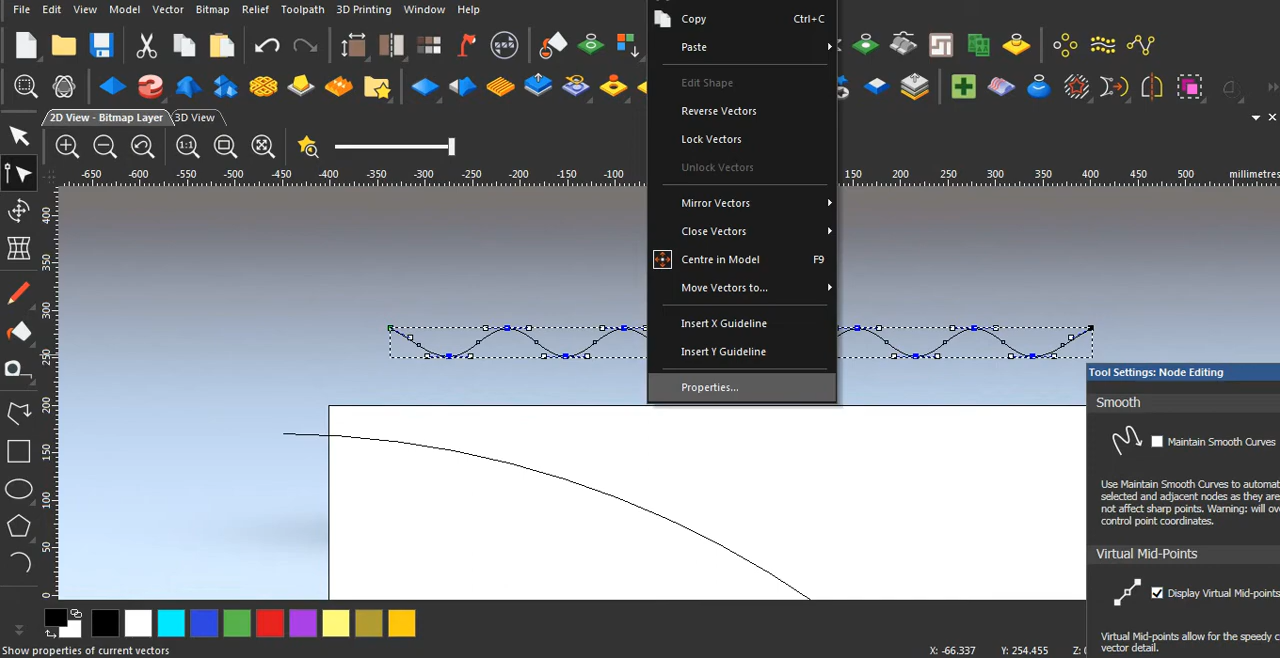 File Edit View Model Vector Bitmap Relief Toolpath 3D Printing Window Help
Copy Ctrl+C
Paste
Edit Shape
Reverse Vectors
Lock Vectors
Unlock Vectors
Mirror Vectors
Close Vectors
Centre in Model F9
Move Vectors to...
Insert X Guideline
Insert Y Guideline
Properties...
2D View - Bitmap Layer 3D View
1:1
-650 -600 -550 -500 -450 -400 -350 -300 -250 -200 -150 -100 150 200 250 300 350 400 450 500 millimetres
400
350
300
250
200
150
100
50
0
Tool Settings: Node Editing
Smooth
Maintain Smooth Curves
Use Maintain Smooth Curves to automa
selected and adjacent nodes as they are
not affect sharp points. Warning: will ov
control point coordinates.
Virtual Mid-Points
Display Virtual Mid-points
Virtual Mid-points allow for the speedy c
vector detail.
Show properties of current vectors X: -66.337 Y: 254.455 Z: